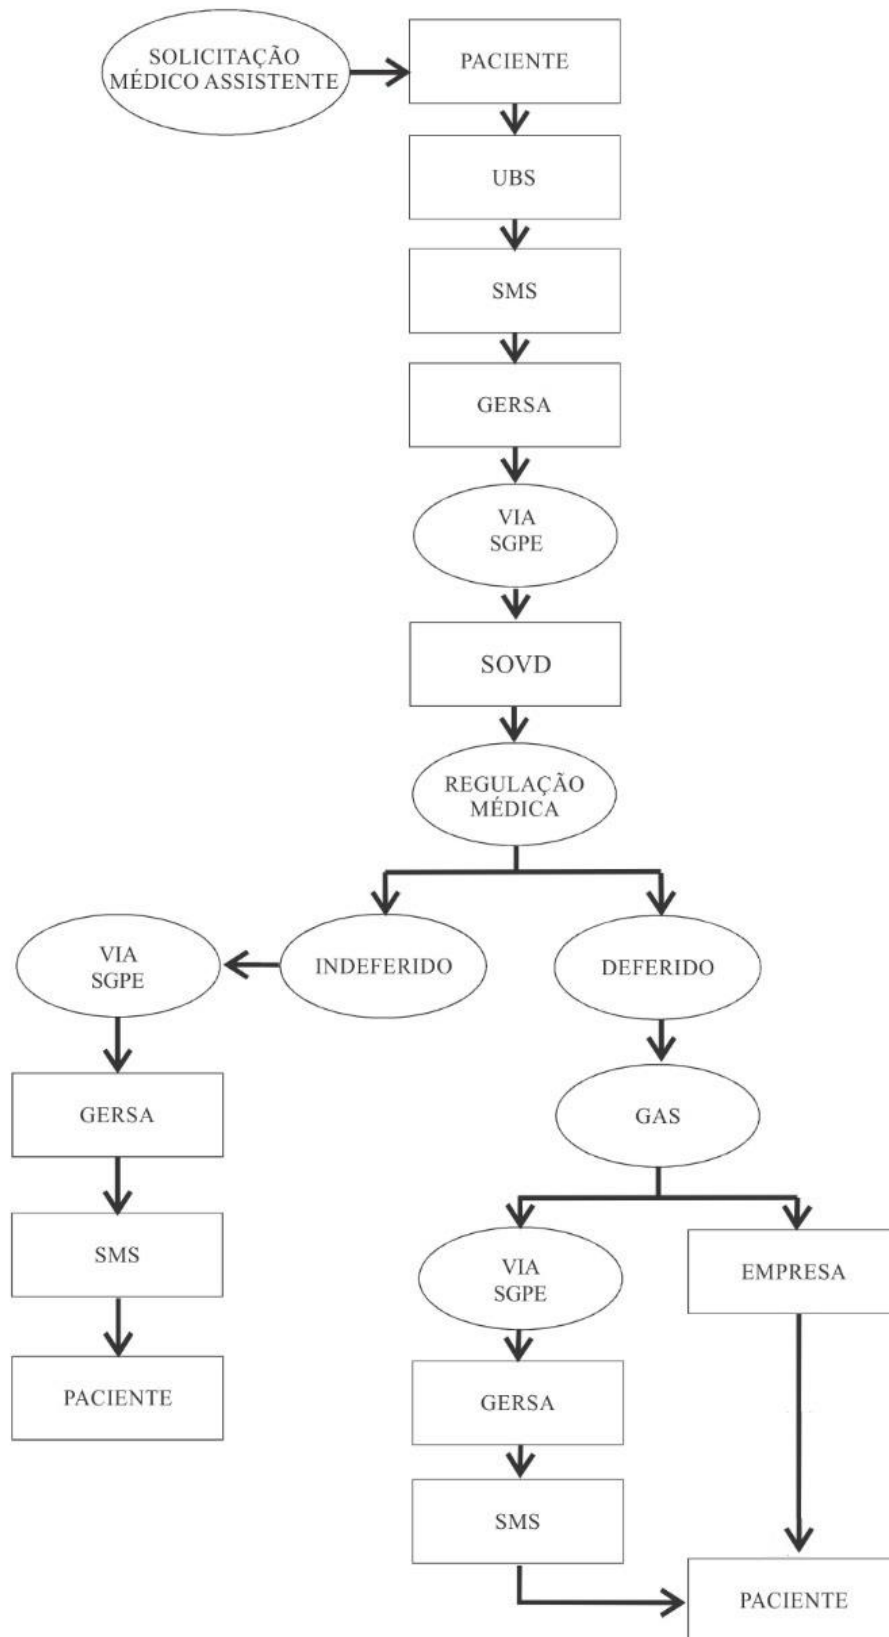 SOLICITAÇÃO
MÉDICO ASSISTENTE
PACIENTE
UBS
SMS
GERSA
VIA
SGPE
SOVD
REGULAÇÃO
MÉDICA
INDEFERIDO
DEFERIDO
VIA
SGPE
GERSA
SMS
PACIENTE
GAS
VIA
SGPE
EMPRESA
GERSA
SMS
PACIENTE